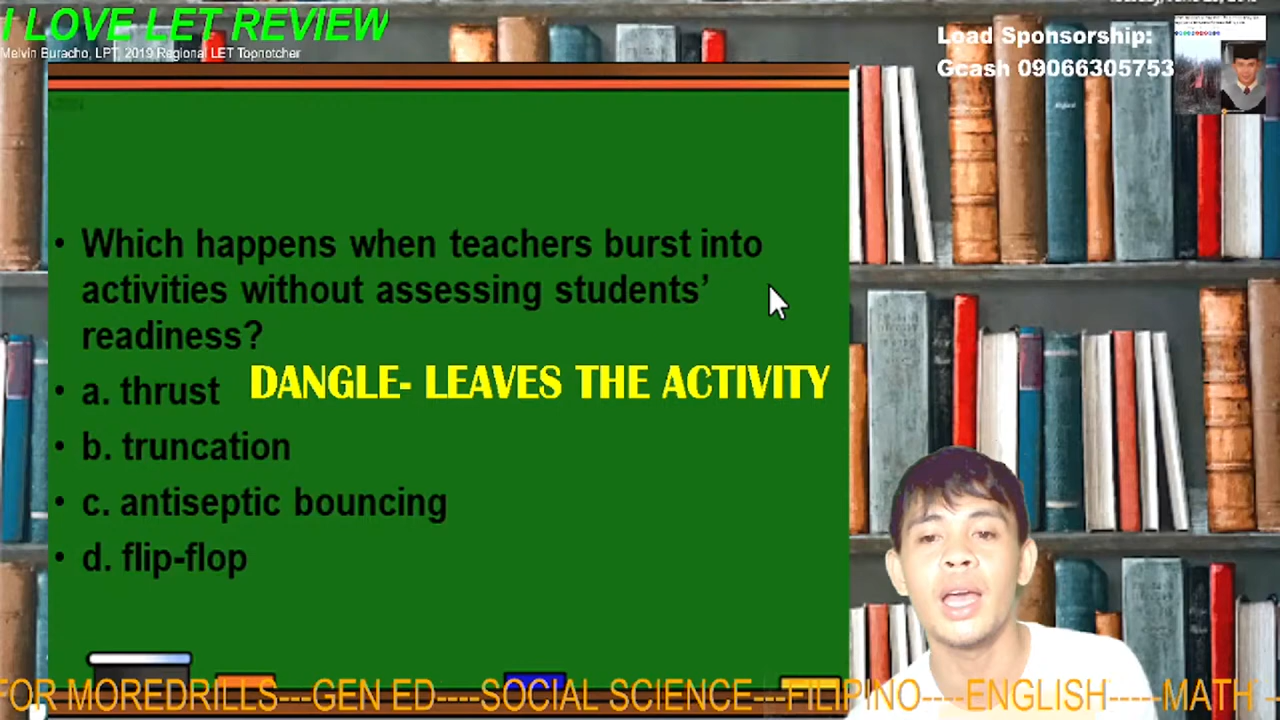 I LOVE LET REVIEW
Melvin Buracho, LPT, 2019 Regional LET Topnotcher
Load Sponsorship:
Gcash 09066305753
• Which happens when teachers burst into
activities without assessing students’
readiness?
• a. thrust
DANGLE- LEAVES THE ACTIVITY
• b. truncation
• c. antiseptic bouncing
• d. flip-flop
FOR MOREDRILLS---GEN ED----SOCIAL SCIENCE---FILIPINO----ENGLISH-----MATH -